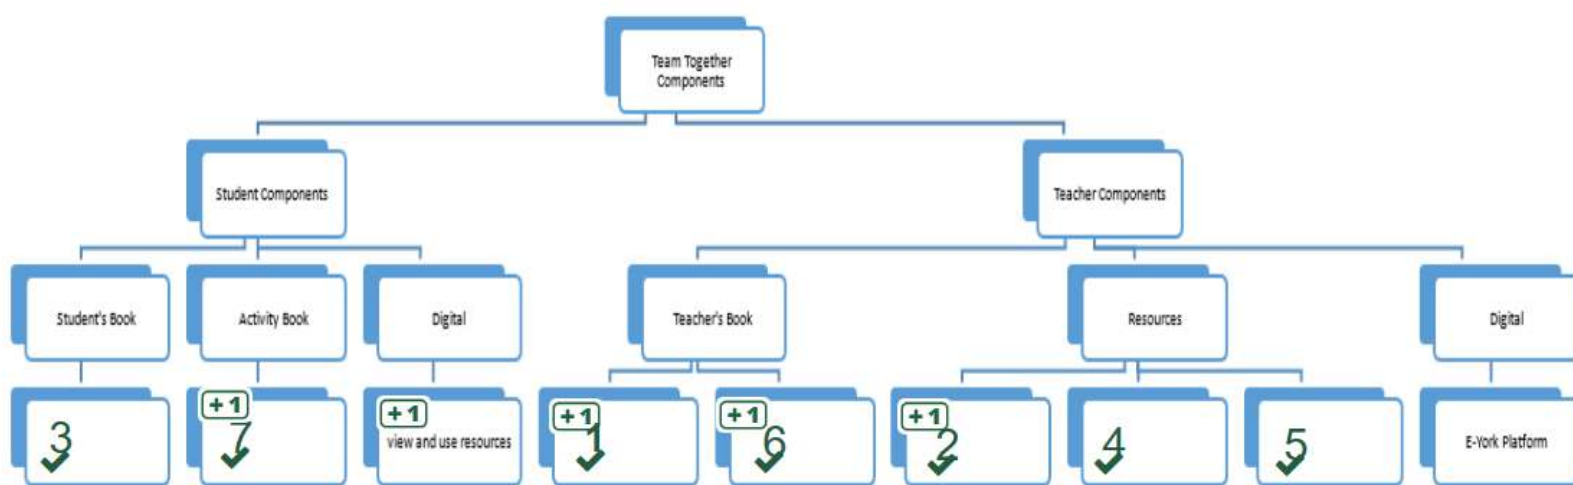 Team Together
Components
Student Components
Teacher Components
Student's Book
Activity Book
Digital
Teacher's Book
Resources
Digital
3
+1
7
+1
view and use resources
+1
1
+1
6
+1
2
4
5
E-York Platform